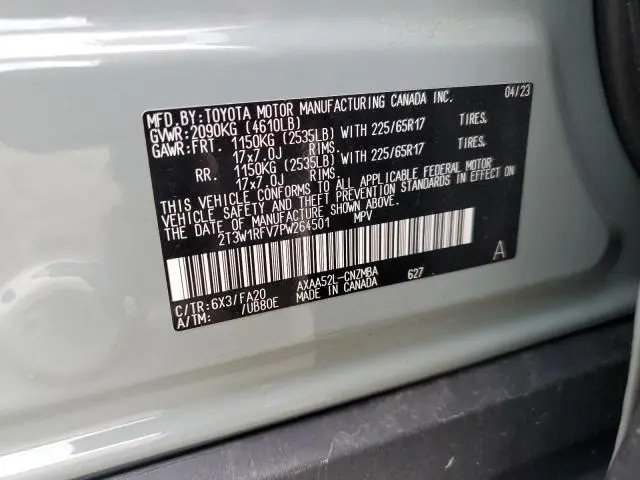 MFD.BY:TOYOTA MOTOR MANUFACTURING CANADA INC. 04/23
GVWR:2090KG (4610LB)
GAWR:FRT. 1150KG (2535LB) WITH 225/65R17 TIRES.
17x7.0J RIMS.
RR. 1150KG (2535LB) WITH 225/65R17 TIRES.
17x7.0J RIMS.
THIS VEHICLE CONFORMS TO ALL APPLICABLE FEDERAL MOTOR
VEHICLE SAFETY AND THEFT PREVENTION STANDARDS IN EFFECT ON
THE DATE OF MANUFACTURE SHOWN ABOVE.
2T3W1RFV7PW264501 MPV
A
C/TR:6X3/FA20 AXAA52L-CNZMBA 627
A/TM: /UB80E MADE IN CANADA